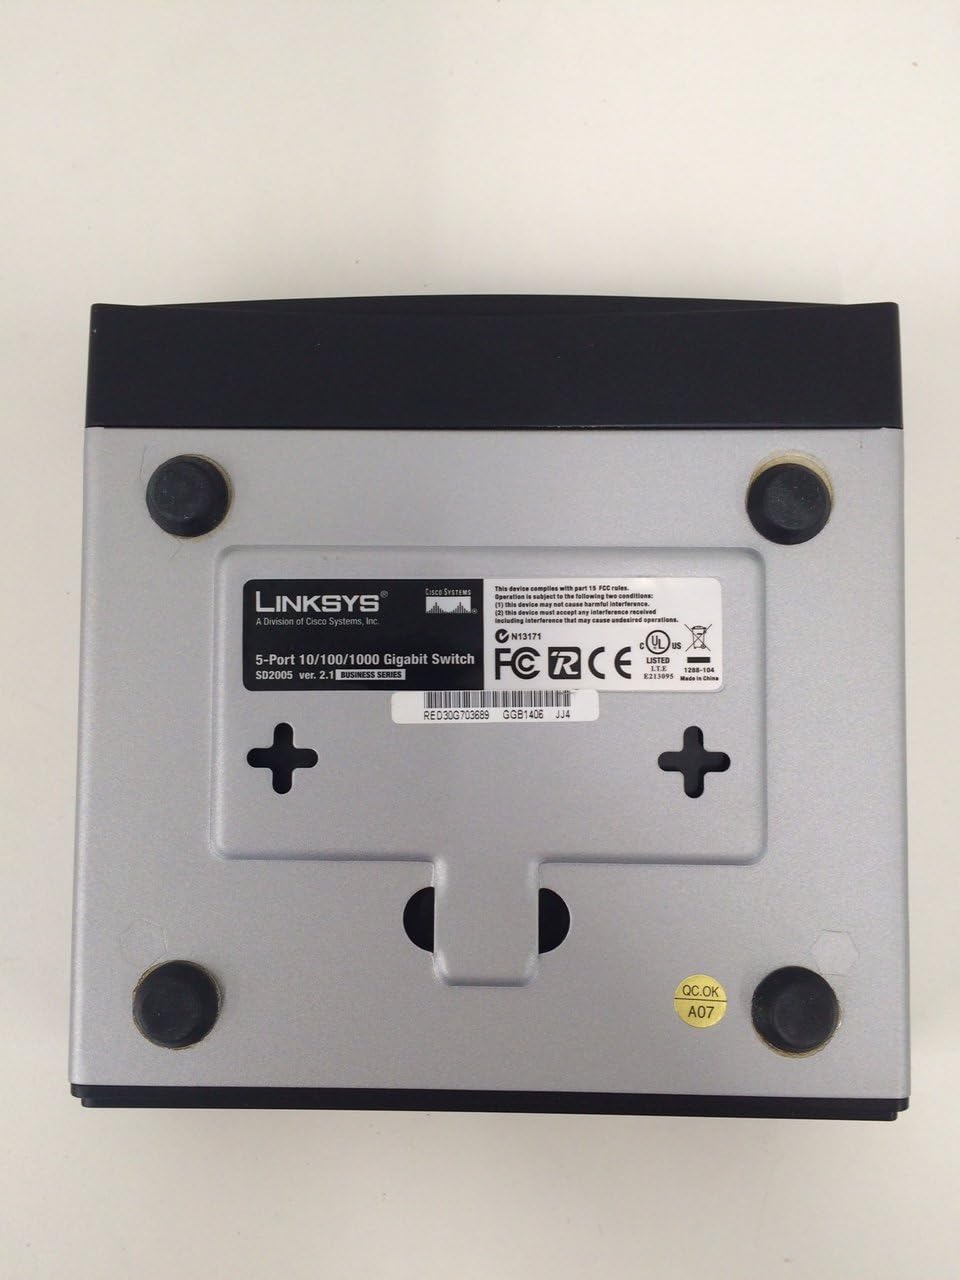 LINKSYS®
A Division of Cisco Systems, Inc.
CISCO SYSTEMS
5-Port 10/100/1000 Gigabit Switch
SD2005 ver. 2.1 BUSINESS SERIES
This device complies with part 15 FCC rules.
Operation is subject to the following two conditions:
(1) this device may not cause harmful interference.
(2) this device must accept any interference received
including interference that may cause undesired operations.
N13171
FC R CE
C UL US
LISTED
I.T.E
E213095
1288-104
Made in China
RED30G703689 GGB1406 JJ4
QC.OK
A07